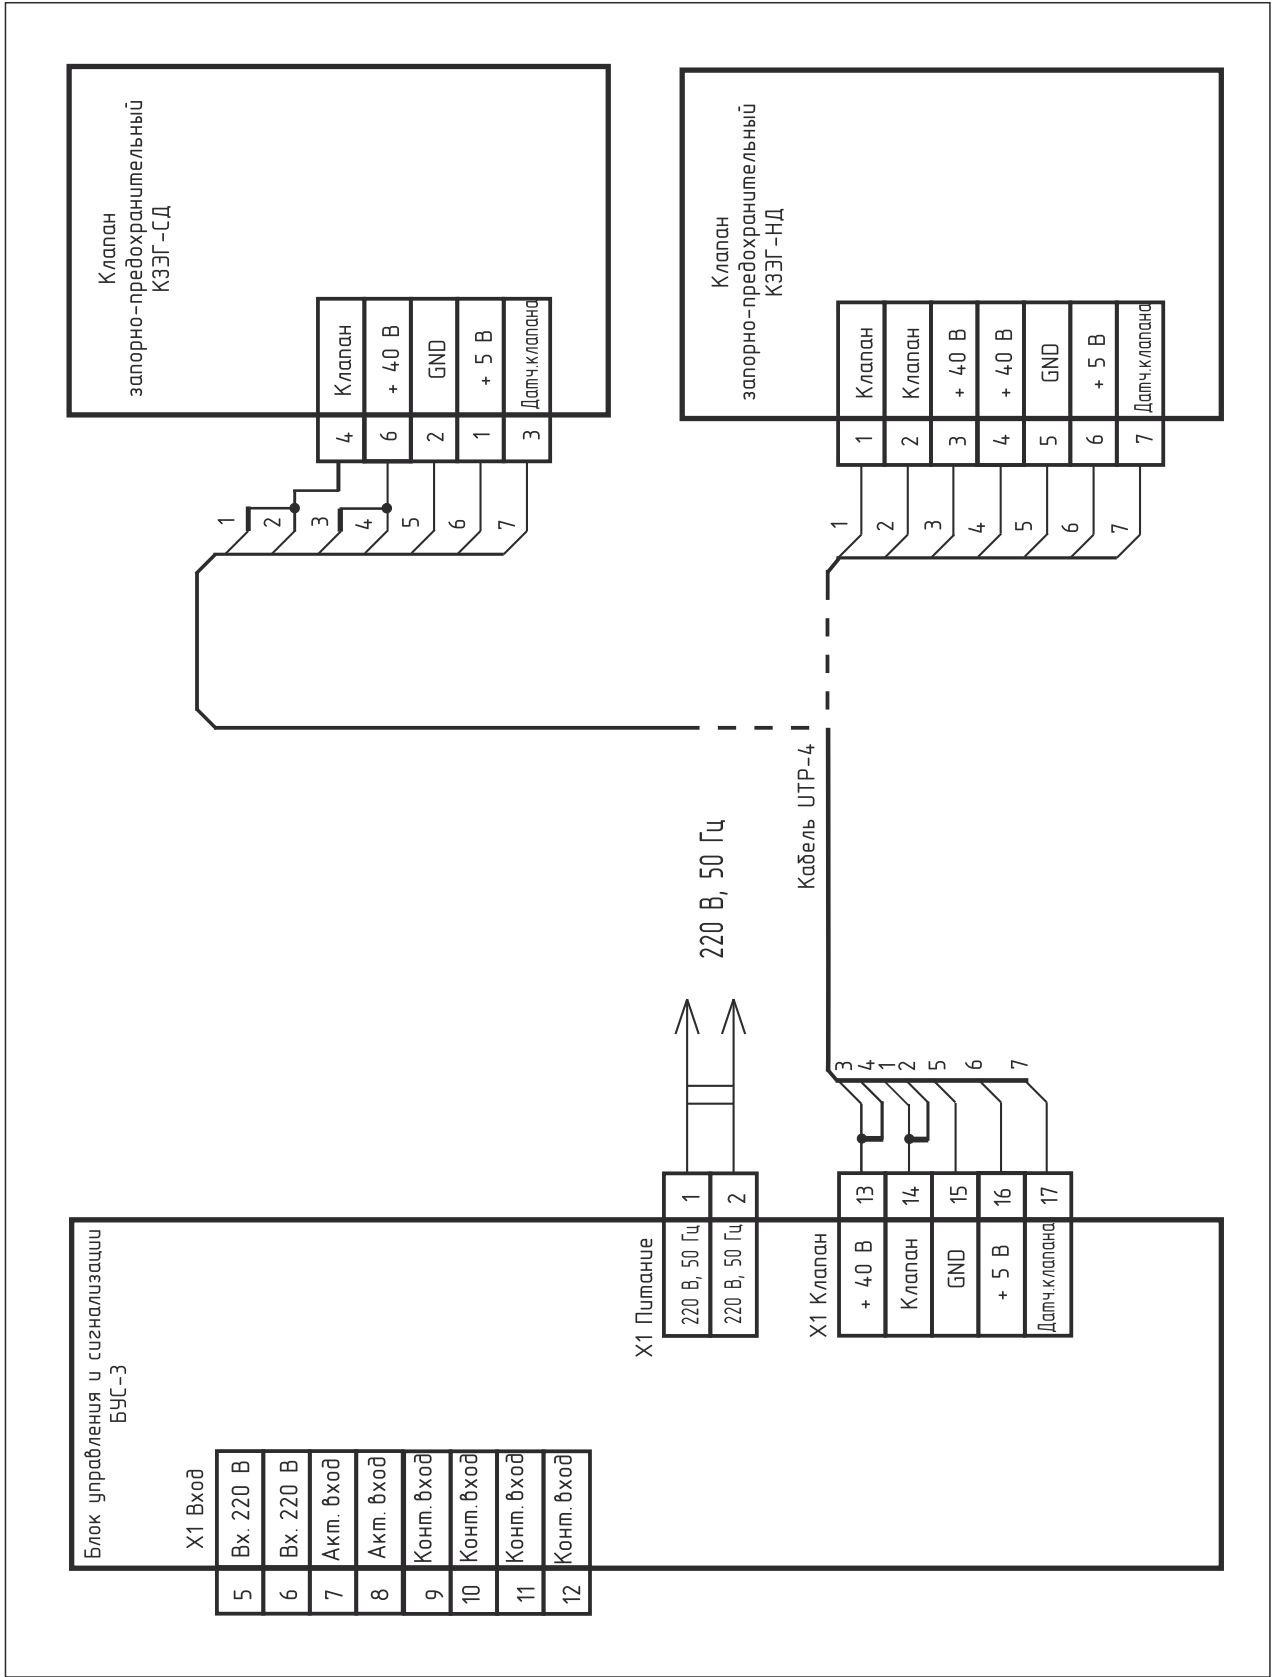 Блок управления и сигнализации
БУС-3
Х1 Вход
5 Вх. 220 В
6 Вх. 220 В
7 Акт. вход
8 Акт. вход
9 Конт. вход
10 Конт. вход
11 Конт. вход
12 Конт. вход
Х1 Питание
220 В, 50 Гц 1
220 В, 50 Гц 2
220 В, 50 Гц
Х1 Клапан
+ 40 В 13
Клапан 14
GND 15
+ 5 В 16
Датч.клапана 17
3
4
1
2
5
6
7
Кабель UTP-4
1
2
3
4
5
6
7
4 Клапан
6 + 40 В
2 GND
1 + 5 В
3 Датч.клапана
Клапан
запорно-предохранительный
КЗЭГ-СД
1
2
3
4
5
6
7
1 Клапан
2 Клапан
3 + 40 В
4 + 40 В
5 GND
6 + 5 В
7 Датч.клапана
Клапан
запорно-предохранительный
КЗЭГ-НД